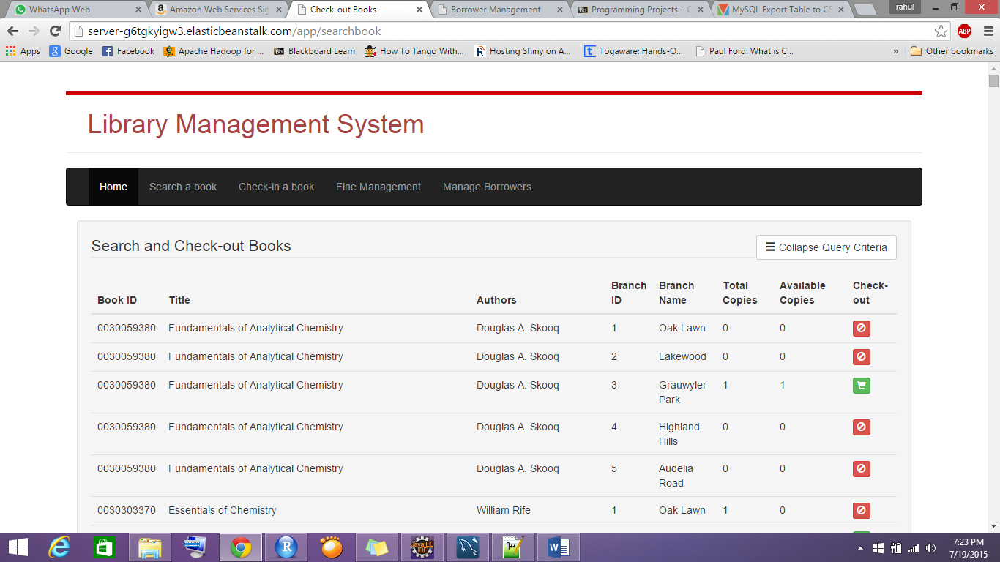 WhatsApp Web
Amazon Web Services Sig
Check-out Books
Borrower Management
Programming Projects – C
MySQL Export Table to CS
rahul
server-g6tgkyigw3.elasticbeanstalk.com/app/searchbook
ABP
Apps
Google
Facebook
Apache Hadoop for ...
Bb
Blackboard Learn
How To Tango With...
Hosting Shiny on A...
Togaware: Hands-O...
Paul Ford: What is C...
»
Other bookmarks
Library Management System
Home
Search a book
Check-in a book
Fine Management
Manage Borrowers
Search and Check-out Books
Collapse Query Criteria
Book ID Title Authors Branch ID Branch Name Total Copies Available Copies Check-out
0030059380 Fundamentals of Analytical Chemistry Douglas A. Skooq 1 Oak Lawn 0 0
0030059380 Fundamentals of Analytical Chemistry Douglas A. Skooq 2 Lakewood 0 0
0030059380 Fundamentals of Analytical Chemistry Douglas A. Skooq 3 Grauwyler Park 1 1
0030059380 Fundamentals of Analytical Chemistry Douglas A. Skooq 4 Highland Hills 0 0
0030059380 Fundamentals of Analytical Chemistry Douglas A. Skooq 5 Audelia Road 0 0
0030303370 Essentials of Chemistry William Rife 1 Oak Lawn 1 0
R
Java EE
IDE
7:23 PM
7/19/2015